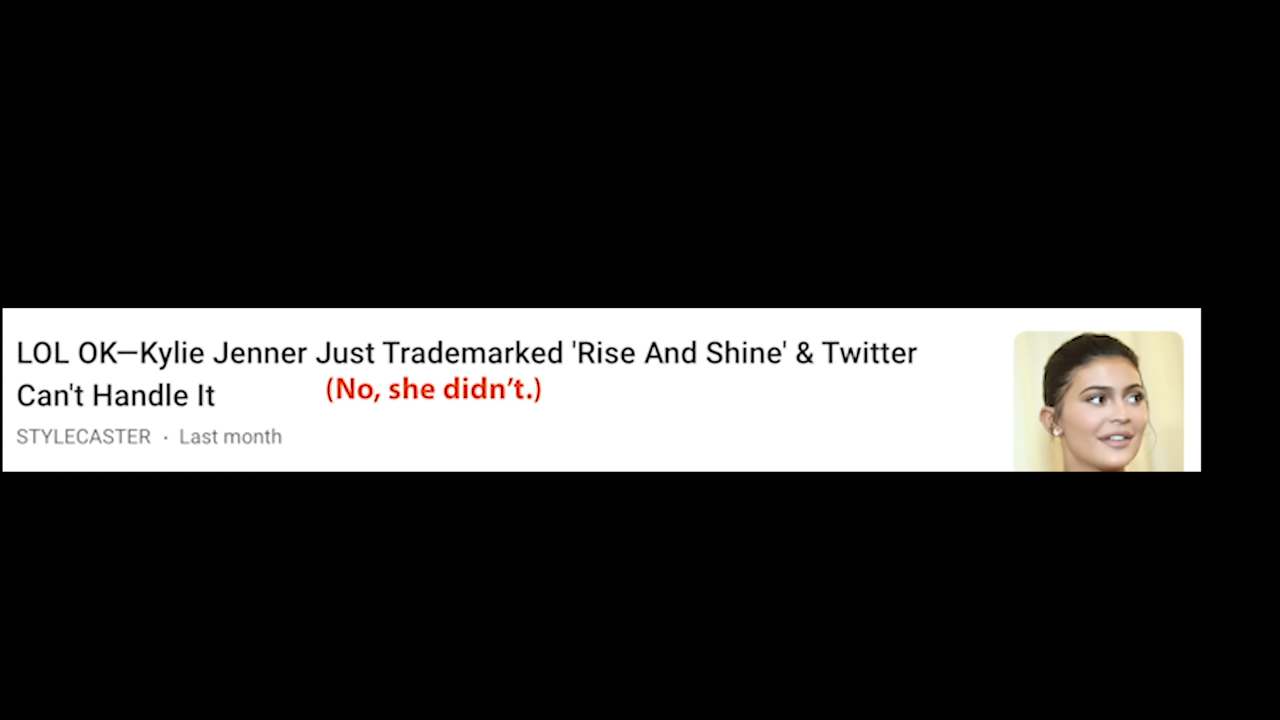 LOL OK—Kylie Jenner Just Trademarked 'Rise And Shine' & Twitter
Can't Handle It
(No, she didn’t.)
STYLECASTER · Last month